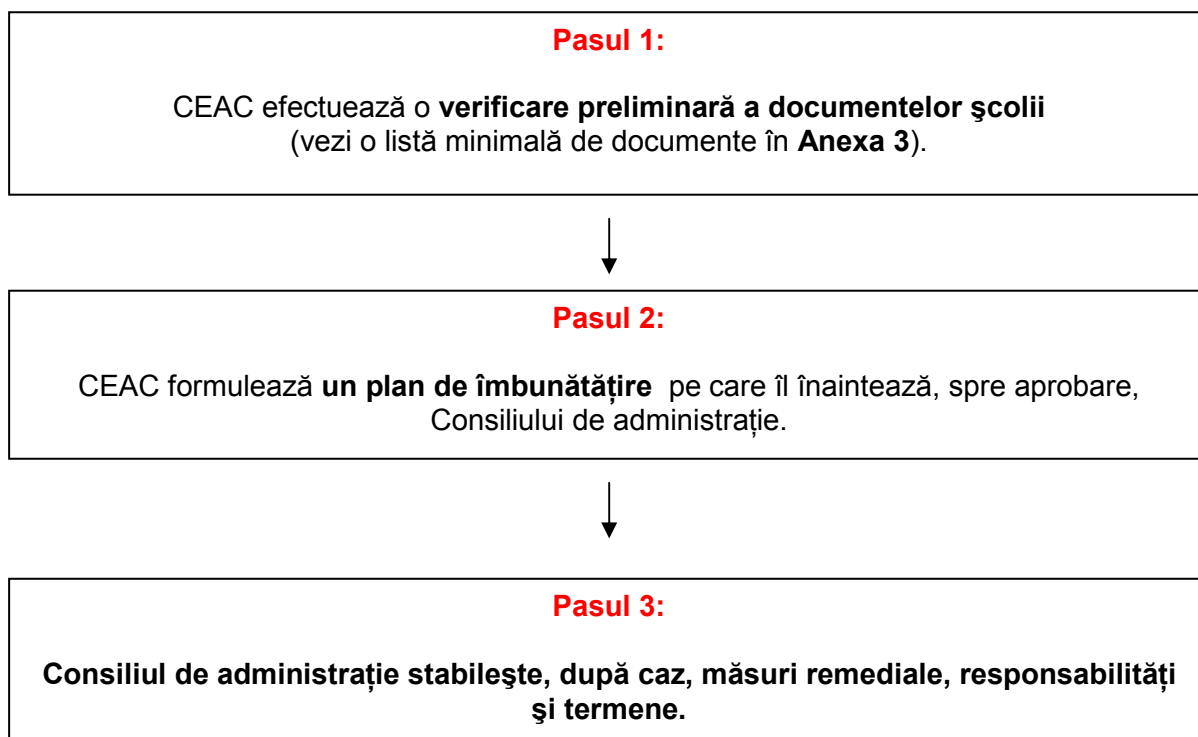 Pasul 1:
CEAC efectuează o verificare preliminară a documentelor şcolii
(vezi o listă minimală de documente în Anexa 3).
Pasul 2:
CEAC formulează un plan de îmbunătățire pe care îl înaintează, spre aprobare,
Consiliului de administrație.
Pasul 3:
Consiliul de administrație stabileşte, după caz, măsuri remediale, responsabilități
şi termene.